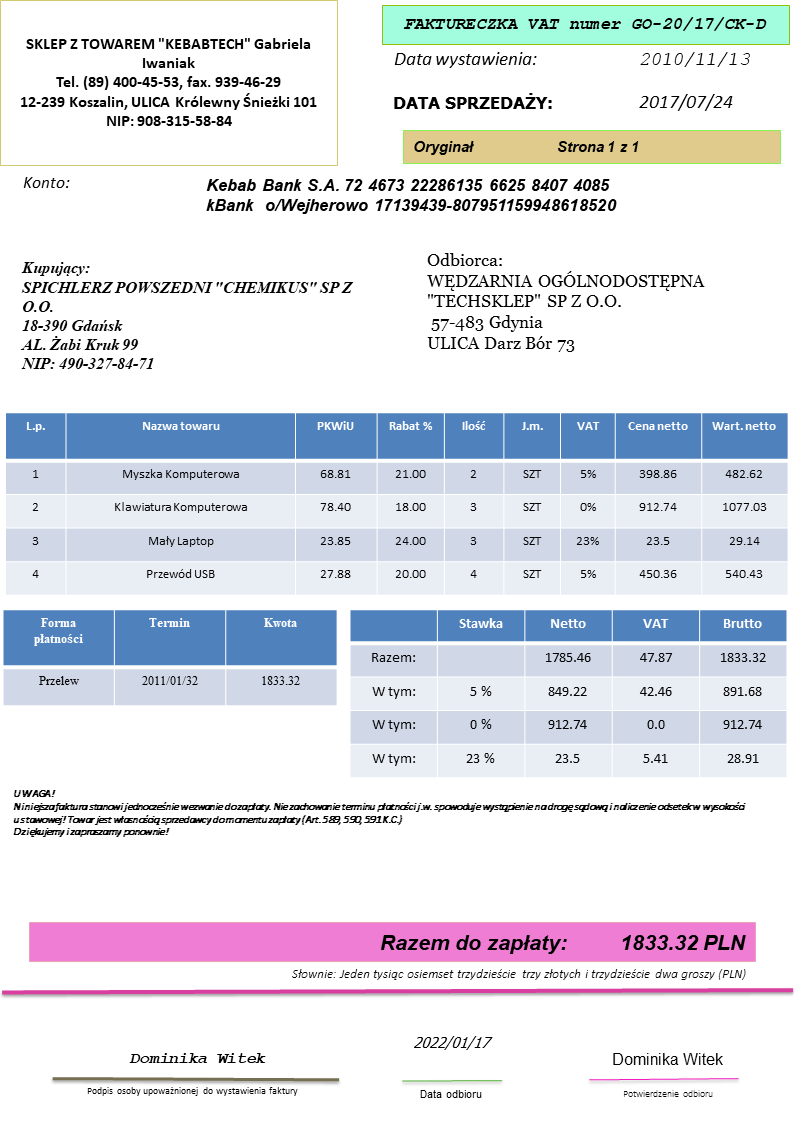 SKLEP Z TOWAREM "KEBABTECH" Gabriela
Iwaniak
Tel. (89) 400-45-53, fax. 939-46-29
12-239 Koszalin, ULICA Królewny Śnieżki 101
NIP: 908-315-58-84
FAKTURECZKA VAT numer GO-20/17/CK-D
Data wystawienia: 2010/11/13
DATA SPRZEDAŻY: 2017/07/24
Oryginał Strona 1 z 1
Konto: Kebab Bank S.A. 72 4673 22286135 6625 8407 4085
kBank o/Wejherowo 17139439-807951159948618520
Kupujący:
SPICHLERZ POWSZEDNI "CHEMIKUS" SP Z
O.O.
18-390 Gdańsk
AL. Żabi Kruk 99
NIP: 490-327-84-71
Odbiorca:
WĘDZARNIA OGÓLNODOSTĘPNA
"TECHSKLEP" SP Z O.O.
57-483 Gdynia
ULICA Darz Bór 73
L.p. Nazwa towaru PKWiU Rabat % Ilość J.m. VAT Cena netto Wart. netto
1 Myszka Komputerowa 68.81 21.00 2 SZT 5% 398.86 482.62
2 Klawiatura Komputerowa 78.40 18.00 3 SZT 0% 912.74 1077.03
3 Mały Laptop 23.85 24.00 3 SZT 23% 23.5 29.14
4 Przewód USB 27.88 20.00 4 SZT 5% 450.36 540.43
Forma płatności Termin Kwota
Przelew 2011/01/32 1833.32
Stawka Netto VAT Brutto
Razem: 1785.46 47.87 1833.32
W tym: 5 % 849.22 42.46 891.68
W tym: 0 % 912.74 0.0 912.74
W tym: 23 % 23.5 5.41 28.91
UWAGA!
Niniejsza faktura stanowi jednocześnie wezwanie do zapłaty. Nie zachowanie terminu płatności j.w. spowoduje wystąpienie na drogę sądową i naliczenie odsetek w wysokości
ustawowej! Towar jest własnością sprzedawcy do momentu zapłaty (Art. 589, 590, 591 K.C.)
Dziękujemy i zapraszamy ponownie!
Razem do zapłaty: 1833.32 PLN
Słownie: Jeden tysiąc osiemset trzydzieście trzy złotych i trzydzieście dwa groszy (PLN)
Dominika Witek 2022/01/17 Dominika Witek
Podpis osoby upoważnionej do wystawienia faktury Data odbioru Potwierdzenie odbioru